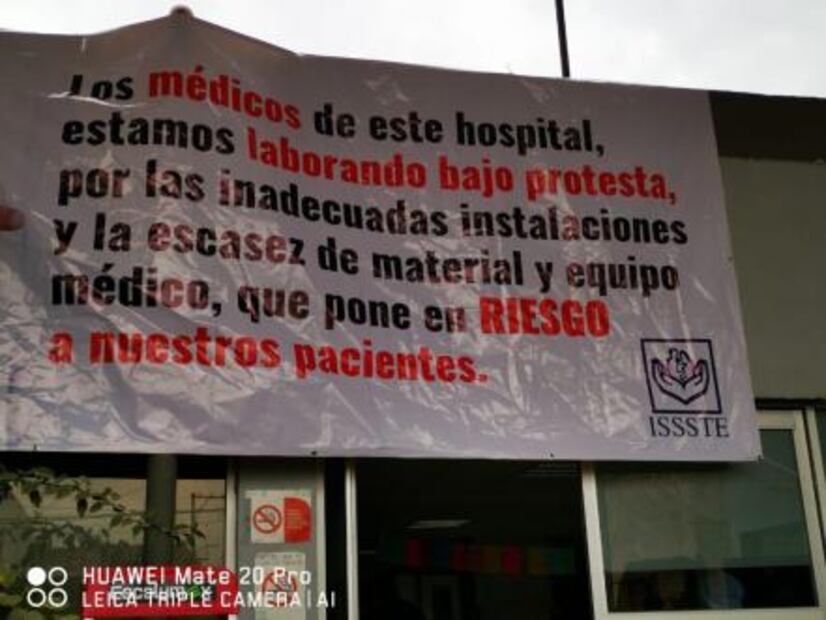 Los médicos de este hospital,
estamos laborando bajo protesta,
por las inadecuadas instalaciones
y la escasez de material y equipo
médico, que pone en RIESGO
a nuestros pacientes.
ISSSTE
HUAWEI Mate 20 Pro
LEICA TRIPLE CAMERA | AI